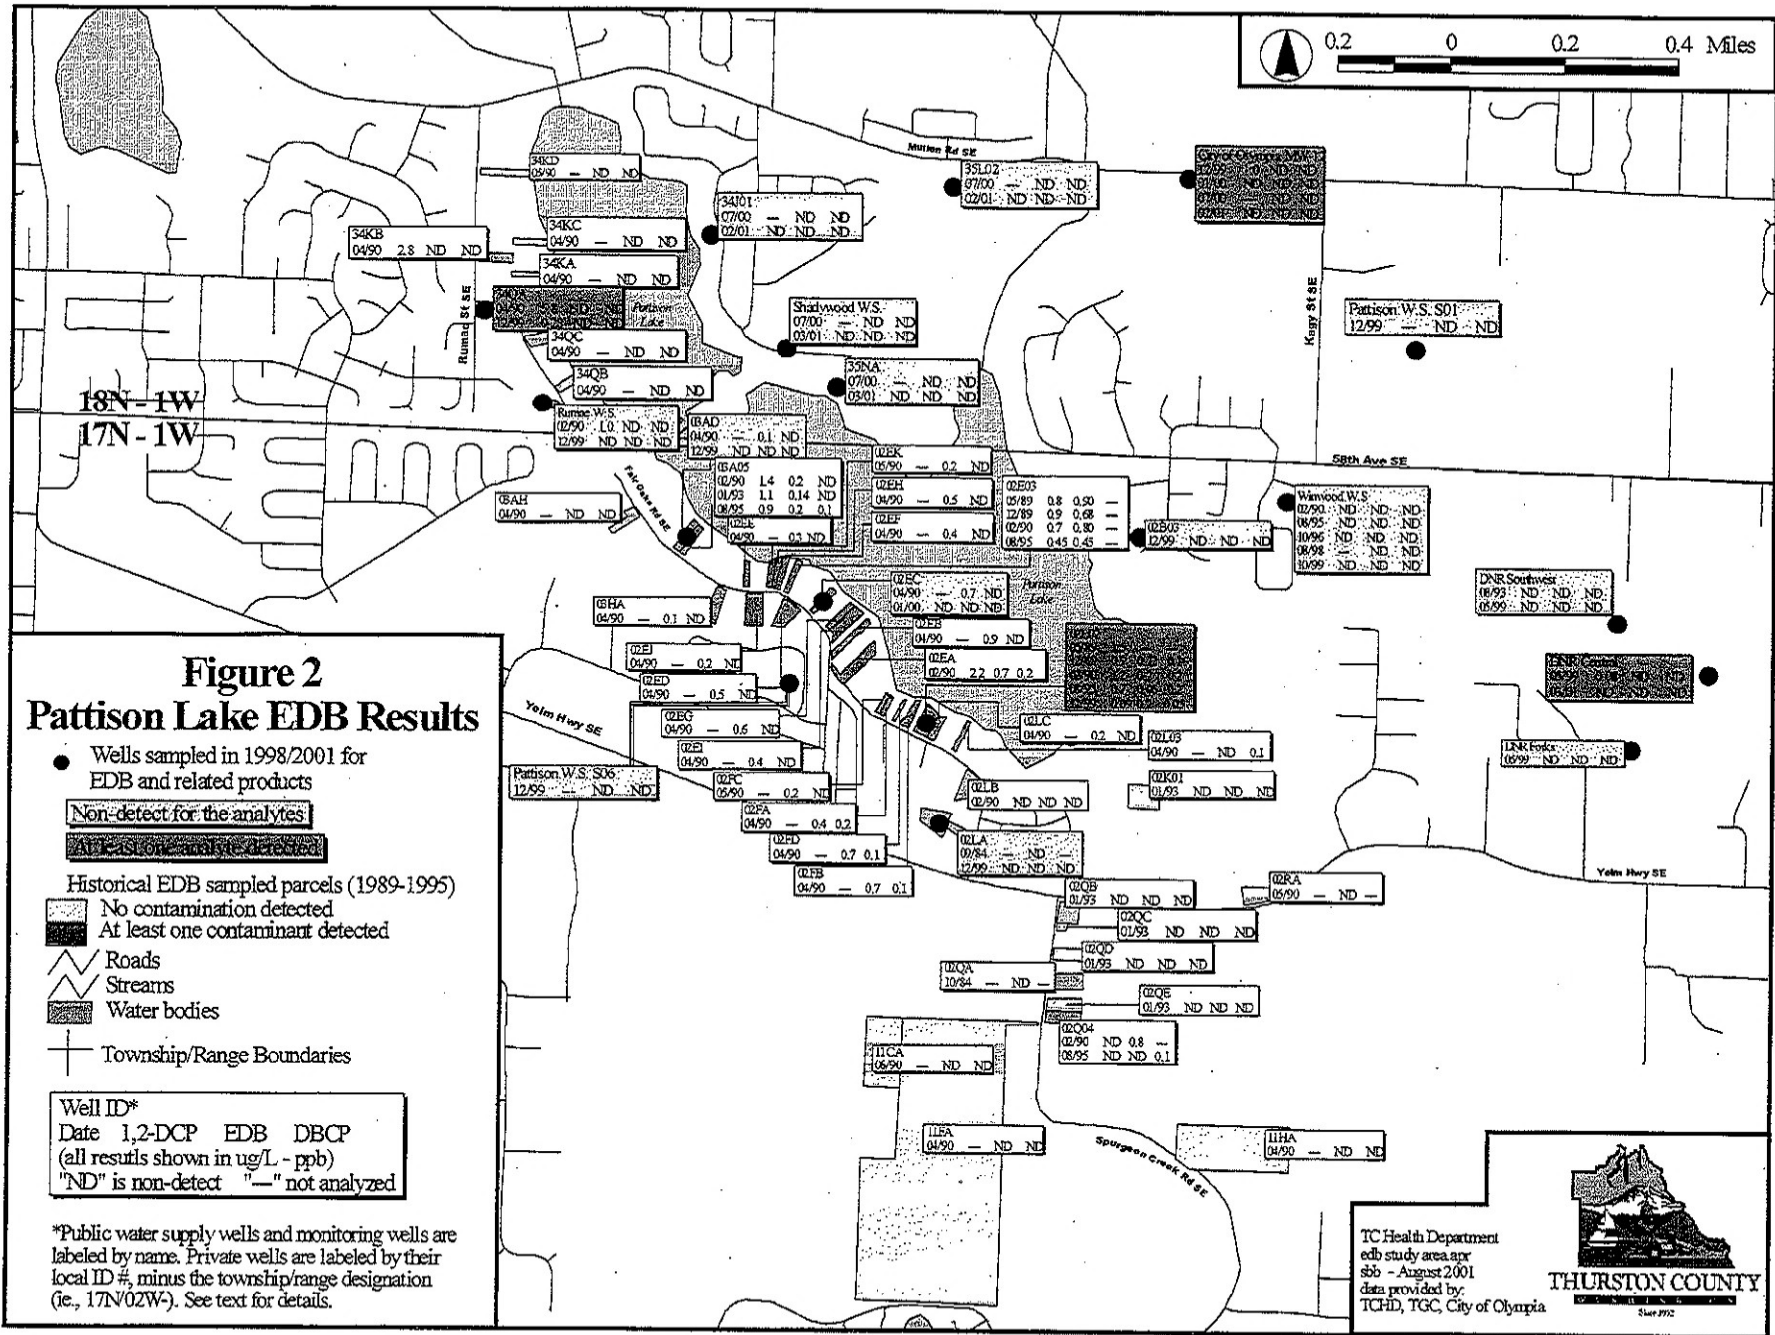 0.2 0 0.2 0.4 Miles
Mullen Rd SE
34KD
05/90 — ND ND
35L02
07/00 — ND ND
02/01 ND ND ND
City of Olympia MW
34J01
07/00 — ND ND
02/01 ND ND ND
34KB
04/90 2.8 ND ND
34KC
04/90 — ND ND
34KA
04/90 — ND ND
Rumac St SE
Pattison
Lake
Kagy St SE
Shadywood W.S.
07/00 — ND ND
03/01 ND ND ND
Pattison W.S. S01
12/99 — ND ND
34QC
04/90 — ND ND
34QB
04/90 — ND ND
35NA
07/00 — ND ND
03/01 ND ND ND
18N - 1W
17N - 1W
Rumac W.S.
02/90 1.0 ND ND
12/99 ND ND ND
03AD
04/90 — 0.1 ND
12/99 ND ND ND
58th Ave SE
03A05
02/90 1.4 0.2 ND
01/93 1.1 0.14 ND
08/95 0.9 0.2 0.1
02EK
05/90 — 0.2 ND
02EH
04/90 — 0.5 ND
02EF
04/90 — 0.4 ND
02E03
05/89 0.8 0.90 —
12/89 0.9 0.68 —
02/90 0.7 0.80 —
08/95 0.45 0.45 —
03AH
04/90 — ND ND
Fair Oaks Rd SE
02EE
04/90 — 0.3 ND
02B03
12/99 ND ND ND
Winwood W.S.
02/90 ND ND ND
08/95 ND ND ND
10/96 ND ND ND
08/98 — ND ND
10/99 ND ND ND
02EC
04/90 — 0.7 ND
01/00 ND ND ND
Pattison
Lake
DNR Southwest
08/93 ND ND ND
05/99 ND ND ND
03HA
04/90 — 0.1 ND
02EB
04/90 — 0.9 ND
02EA
02/90 2.2 0.7 0.2
02EJ
04/90 — 0.2 ND
02ED
04/90 — 0.5 ND
DNR Central
DNR Forks
05/99 ND ND ND
02EG
04/90 — 0.6 ND
02EI
04/90 — 0.4 ND
02LC
04/90 — 0.2 ND
02L03
04/90 — ND 0.1
Yelm Hwy SE
Pattison W.S. S06
12/99 — ND ND
02FC
05/90 — 0.2 ND
02K01
01/93 ND ND ND
02LB
02/90 ND ND ND
02FA
04/90 — 0.4 0.2
02FD
04/90 — 0.7 0.1
02LA
02/84 — ND —
12/99 ND ND ND
02FB
04/90 — 0.7 0.1
02QB
01/93 ND ND ND
02RA
05/90 — ND —
Yelm Hwy SE
02QC
01/93 ND ND ND
02QD
01/93 ND ND ND
02QA
10/84 — ND —
02QE
01/93 ND ND ND
02Q04
02/90 ND 0.8 —
08/95 ND ND 0.1
11CA
06/90 — ND ND
11FA
04/90 — ND ND
11HA
04/90 — ND ND
Spurgeon Creek Rd SE
Figure 2
Pattison Lake EDB Results
Wells sampled in 1998/2001 for
EDB and related products
Non-detect for the analytes
At least one analyte detected
Historical EDB sampled parcels (1989-1995)
No contamination detected
At least one contaminant detected
Roads
Streams
Water bodies
Township/Range Boundaries
Well ID*
Date 1,2-DCP EDB DBCP
(all resutls shown in ug/L - ppb)
"ND" is non-detect "—" not analyzed
*Public water supply wells and monitoring wells are
labeled by name. Private wells are labeled by their
local ID #, minus the township/range designation
(ie., 17N/02W-). See text for details.
TC Health Department
edb study area.apr
sbb - August 2001
data provided by:
TCHD, TGC, City of Olympia
THURSTON COUNTY